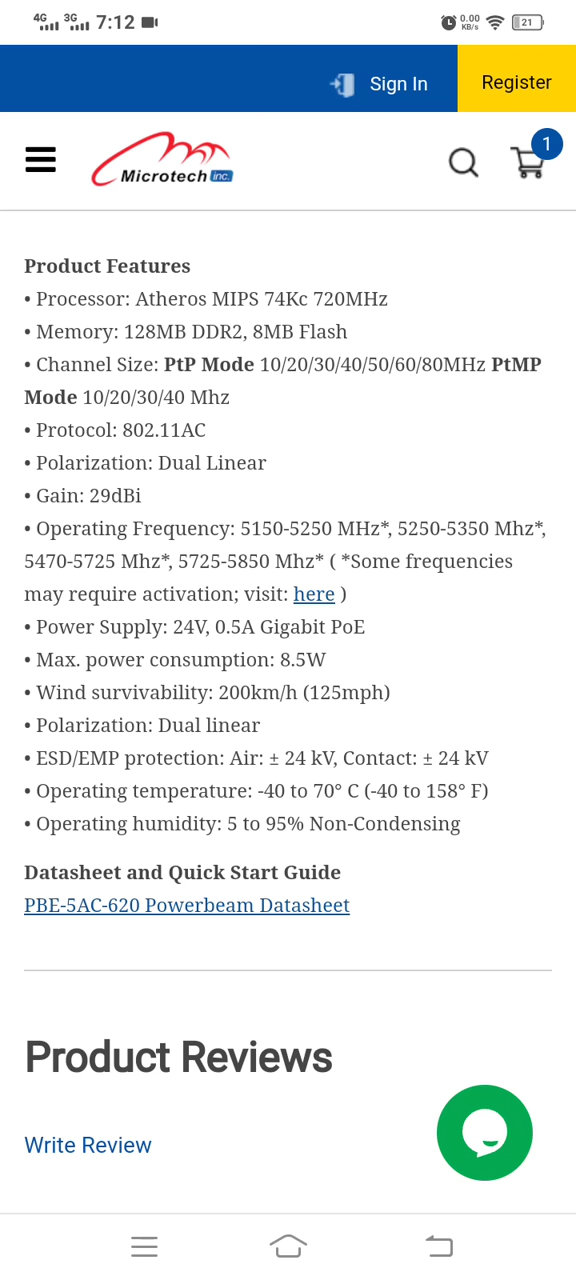 4G 3G 7:12 0.00 KB/s 21
Sign In Register
Microtech inc. 1
Product Features
• Processor: Atheros MIPS 74Kc 720MHz
• Memory: 128MB DDR2, 8MB Flash
• Channel Size: PtP Mode 10/20/30/40/50/60/80MHz PtMP
Mode 10/20/30/40 Mhz
• Protocol: 802.11AC
• Polarization: Dual Linear
• Gain: 29dBi
• Operating Frequency: 5150-5250 MHz*, 5250-5350 Mhz*,
5470-5725 Mhz*, 5725-5850 Mhz* ( *Some frequencies
may require activation; visit: here )
• Power Supply: 24V, 0.5A Gigabit PoE
• Max. power consumption: 8.5W
• Wind survivability: 200km/h (125mph)
• Polarization: Dual linear
• ESD/EMP protection: Air: ± 24 kV, Contact: ± 24 kV
• Operating temperature: -40 to 70° C (-40 to 158° F)
• Operating humidity: 5 to 95% Non-Condensing
Datasheet and Quick Start Guide
PBE-5AC-620 Powerbeam Datasheet
Product Reviews
Write Review